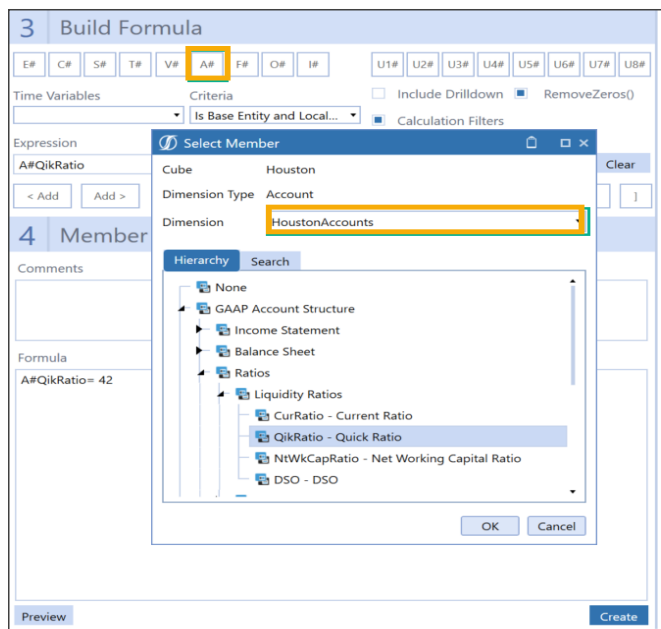 3 Build Formula
E# C# S# T# V# A# F# O# I# U1# U2# U3# U4# U5# U6# U7# U8#
Time Variables Criteria Include Drilldown RemoveZeros()
Is Base Entity and Local... Calculation Filters
Expression
A#QikRatio Clear
< Add Add > ]
4 Member
Comments
Formula
A#QikRatio= 42
Select Member
Cube Houston
Dimension Type Account
Dimension HoustonAccounts
Hierarchy Search
None
GAAP Account Structure
Income Statement
Balance Sheet
Ratios
Liquidity Ratios
CurRatio - Current Ratio
QikRatio - Quick Ratio
NtWkCapRatio - Net Working Capital Ratio
DSO - DSO
OK Cancel
Preview Create